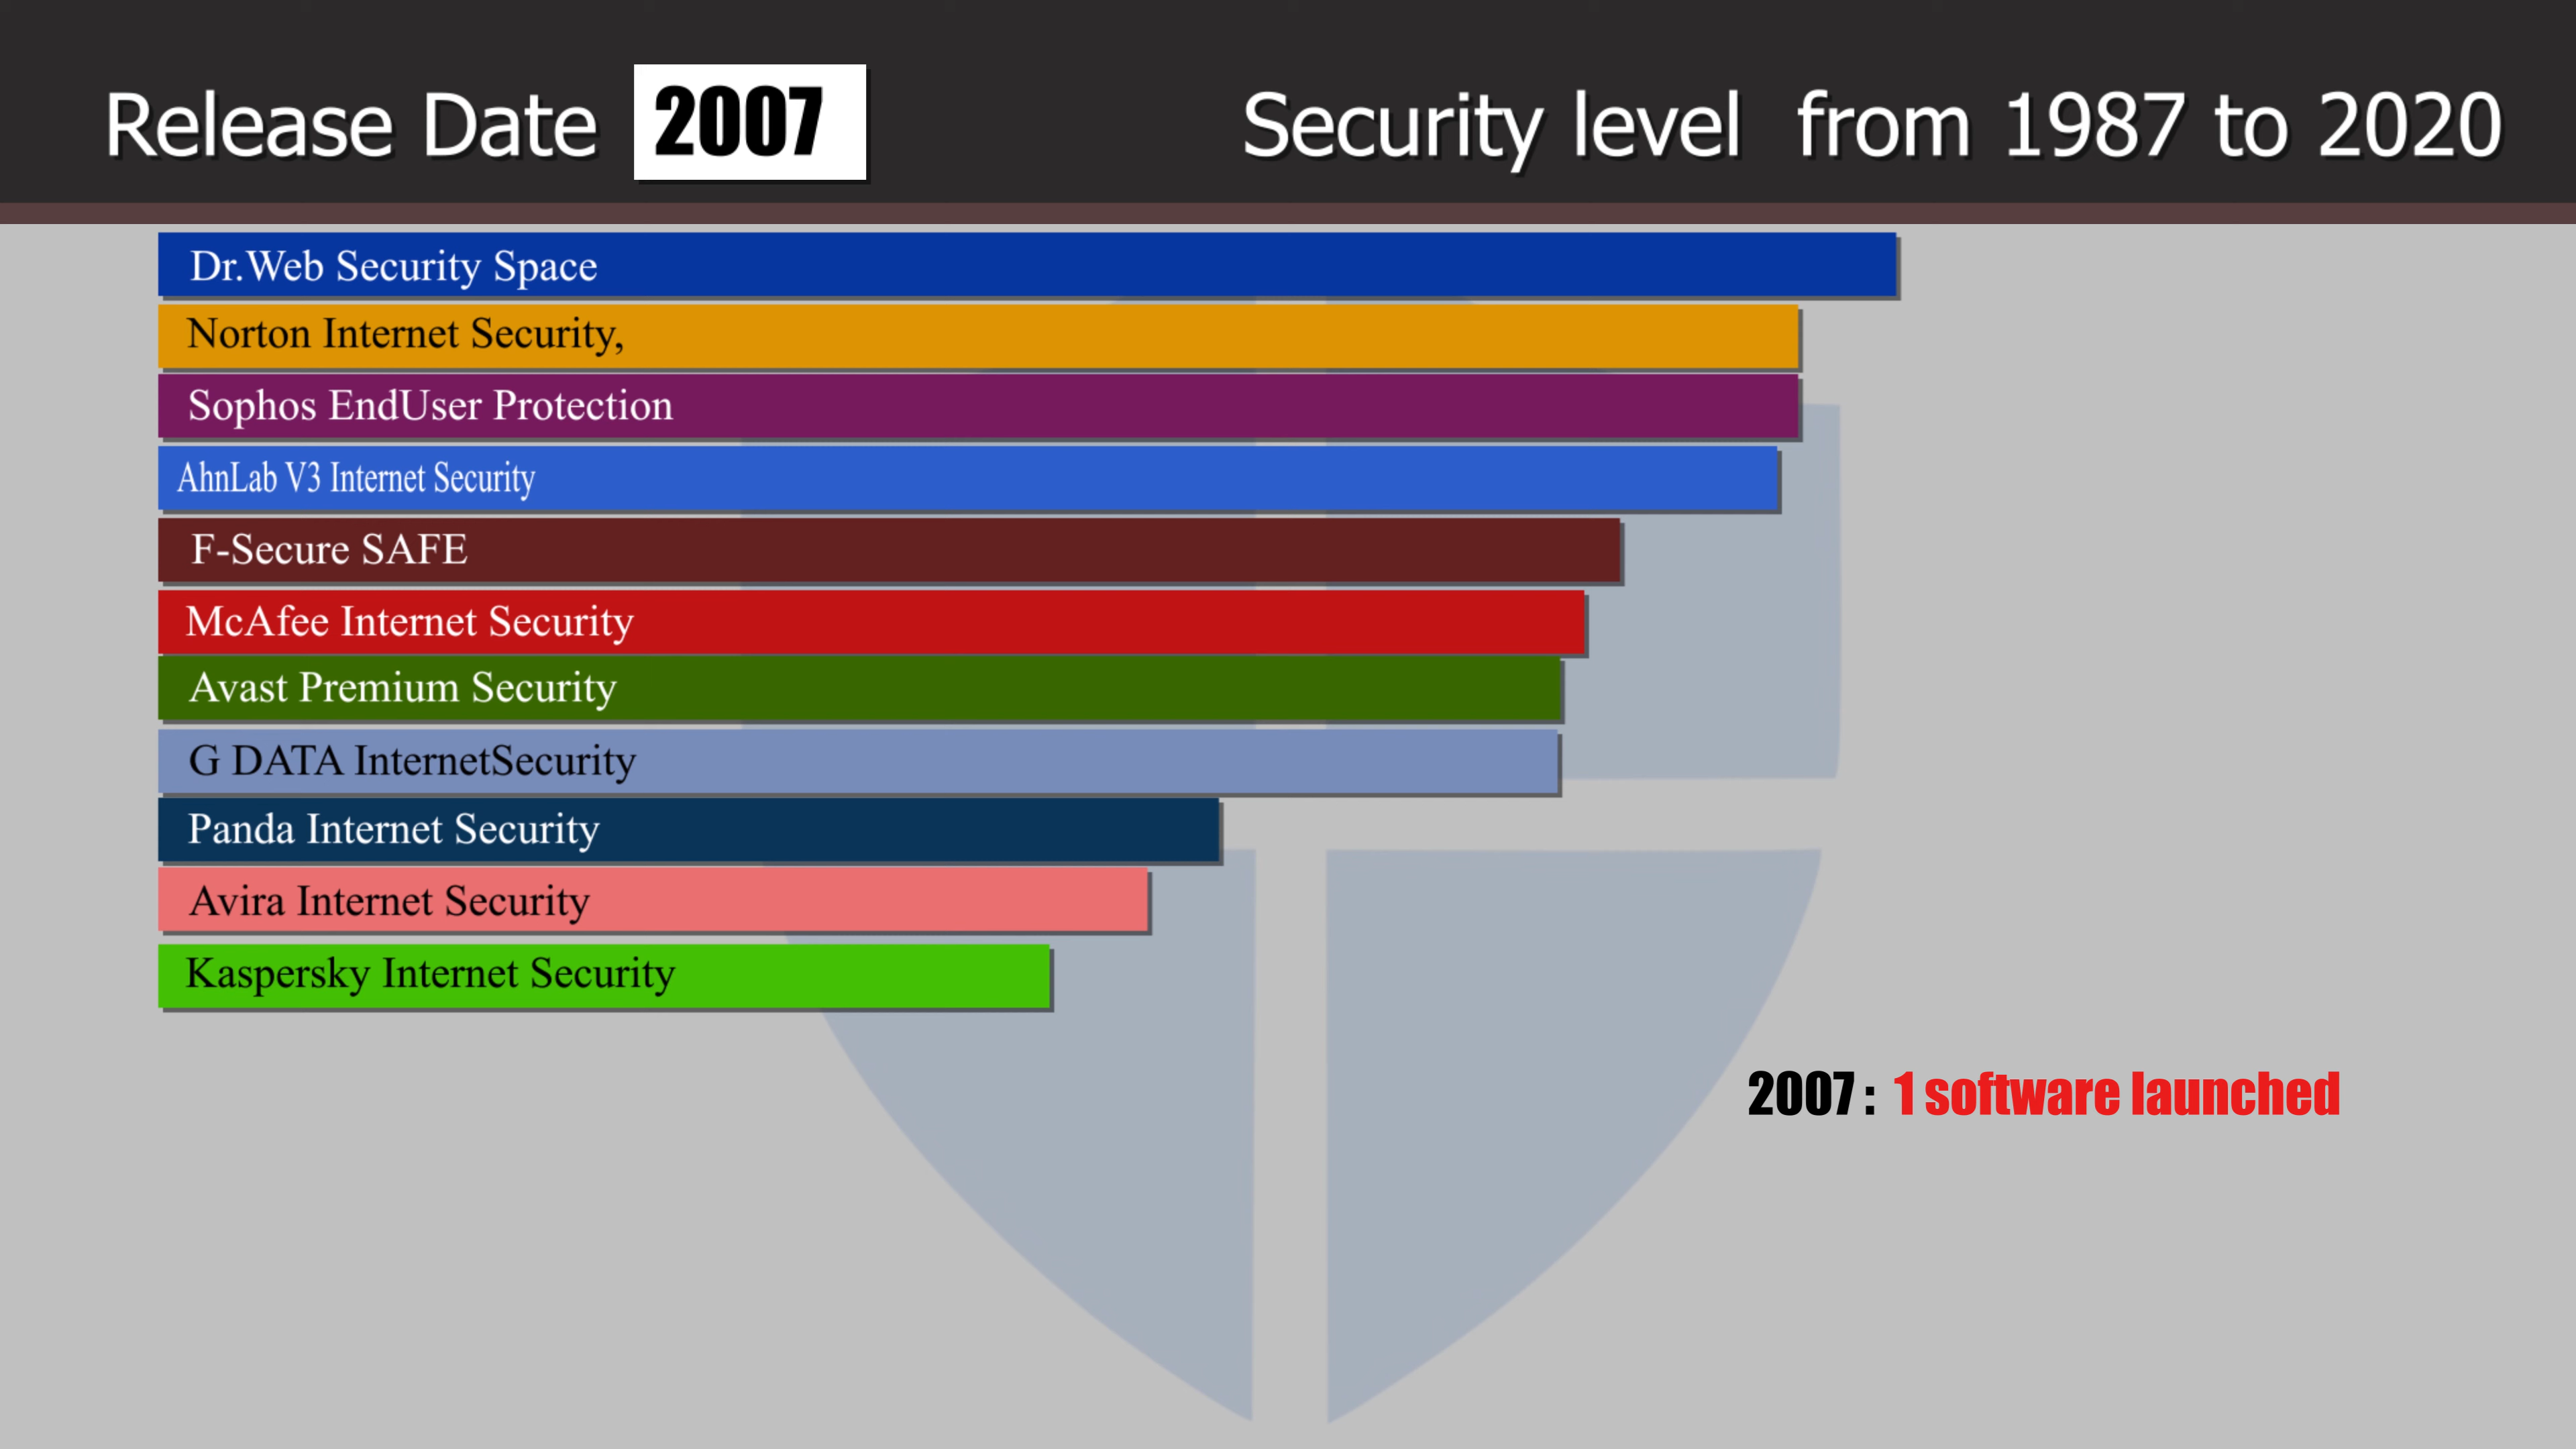 Release Date 2007
Security level from 1987 to 2020
Dr.Web Security Space
Norton Internet Security,
Sophos EndUser Protection
AhnLab V3 Internet Security
F-Secure SAFE
McAfee Internet Security
Avast Premium Security
G DATA InternetSecurity
Panda Internet Security
Avira Internet Security
Kaspersky Internet Security
2007 : 1 software launched